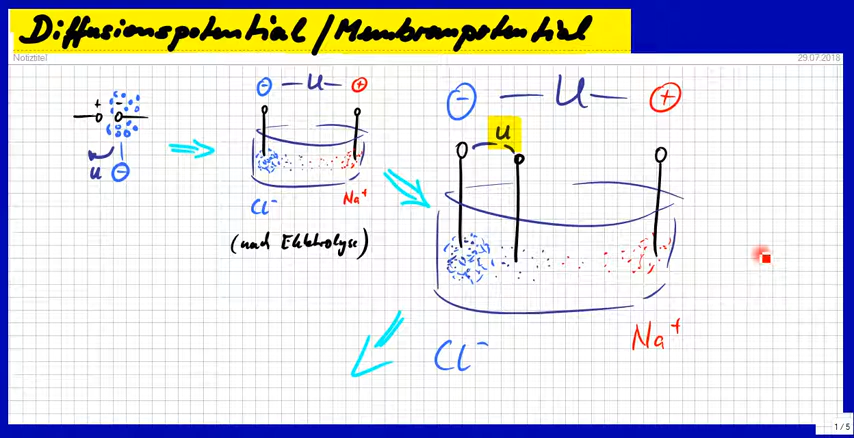 Diffusionspotential / Membranpotential
Notiztitel
29.07.2018
+ -
U
-
- U +
Cl⁻
Na⁺
(nach Elektrolyse)
- U +
U
Cl⁻
Na⁺
1 / 5